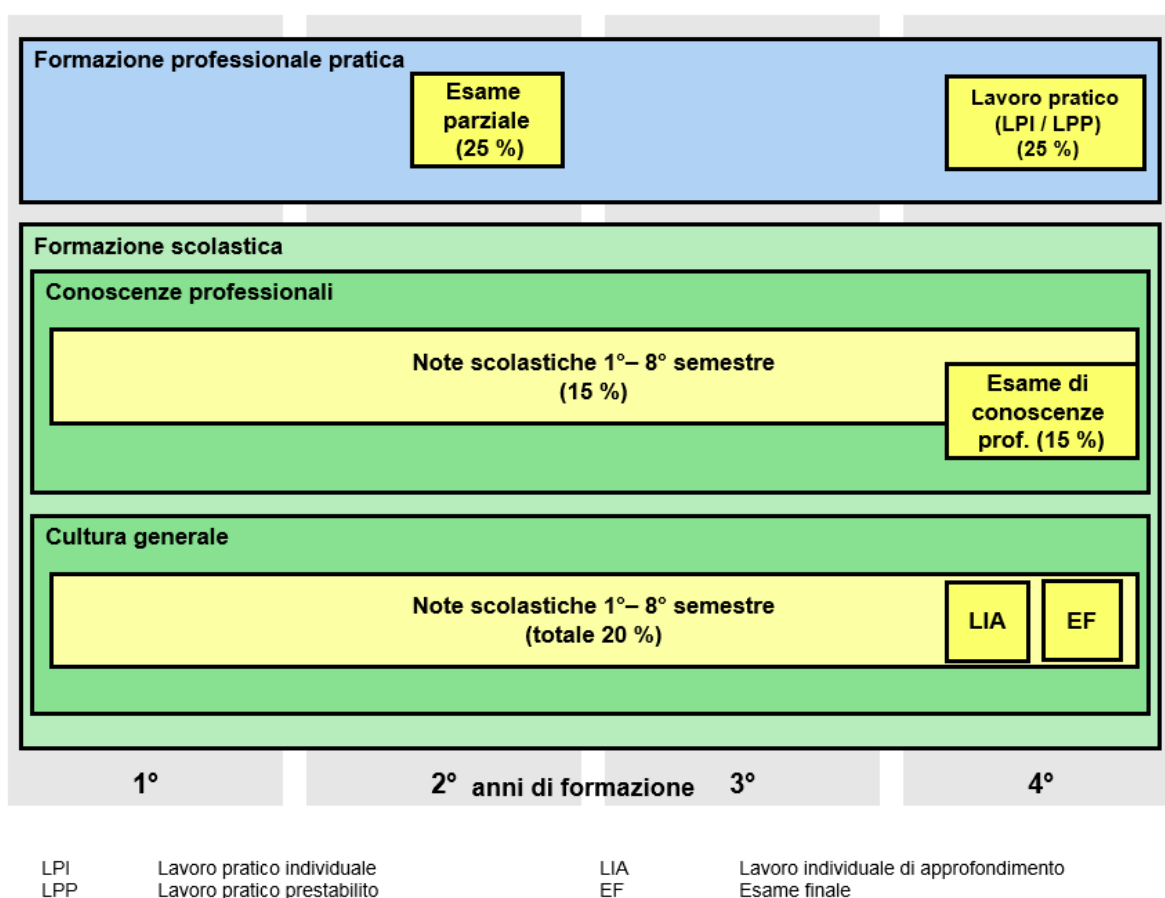 Formazione professionale pratica
Esame
parziale
(25 %)
Lavoro pratico
(LPI / LPP)
(25 %)
Formazione scolastica
Conoscenze professionali
Note scolastiche 1°– 8° semestre
(15 %)
Esame di
conoscenze
prof. (15 %)
Cultura generale
Note scolastiche 1°– 8° semestre
(totale 20 %)
LIA
EF
1° 2° anni di formazione 3° 4°
LPI Lavoro pratico individuale LIA Lavoro individuale di approfondimento
LPP Lavoro pratico prestabilito EF Esame finale